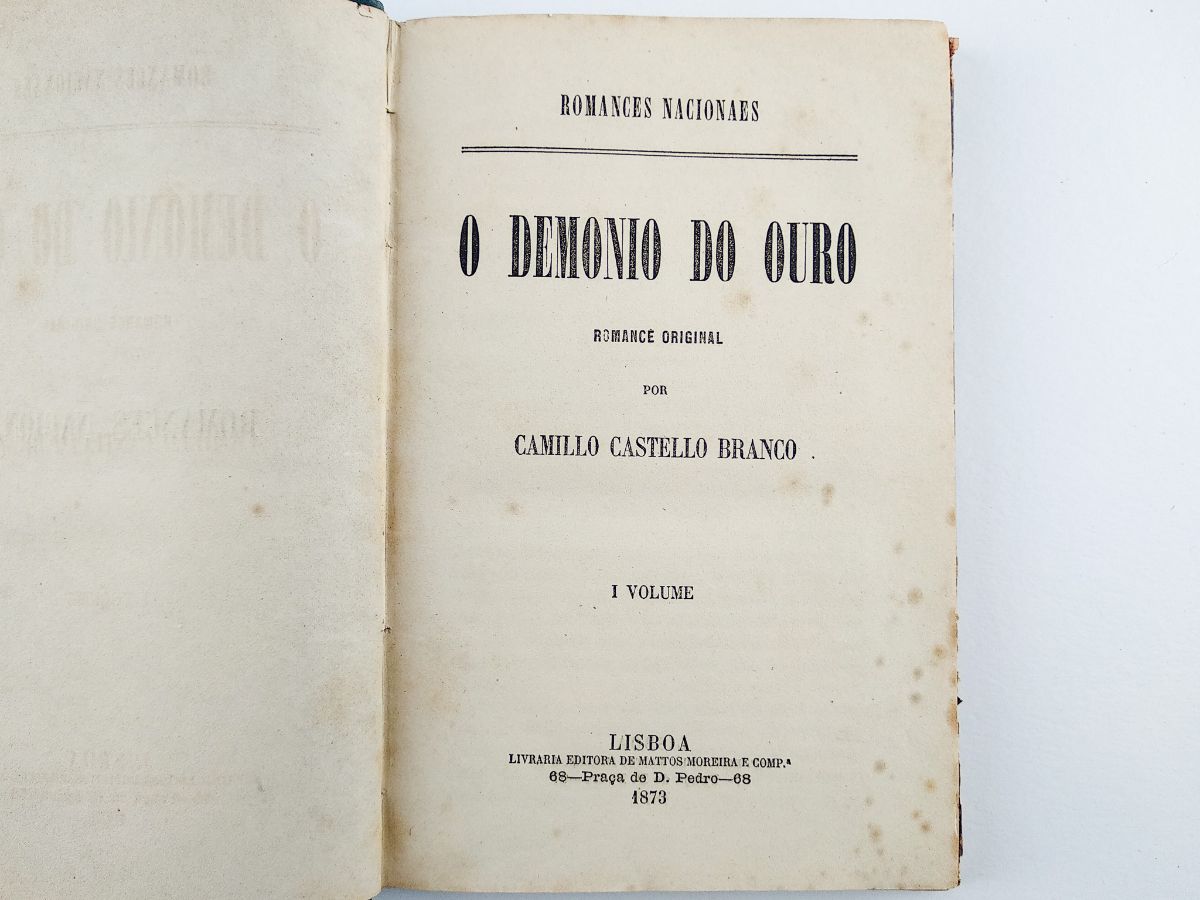 ROMANCES NACIONAES
O DEMONIO DO OURO
ROMANCE ORIGINAL
POR
CAMILLO CASTELLO BRANCO
I VOLUME
LISBOA
LIVRARIA EDITORA DE MATTOS MOREIRA E COMP.ª
68—Praça de D. Pedro—68
1873